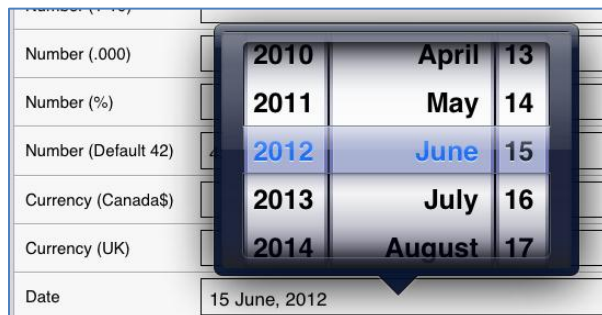 Number (.000) 2010 April 13
Number (%) 2011 May 14
Number (Default 42) 4 2012 June 15
Currency (Canada$) 2013 July 16
Currency (UK) 2014 August 17
Date 15 June, 2012